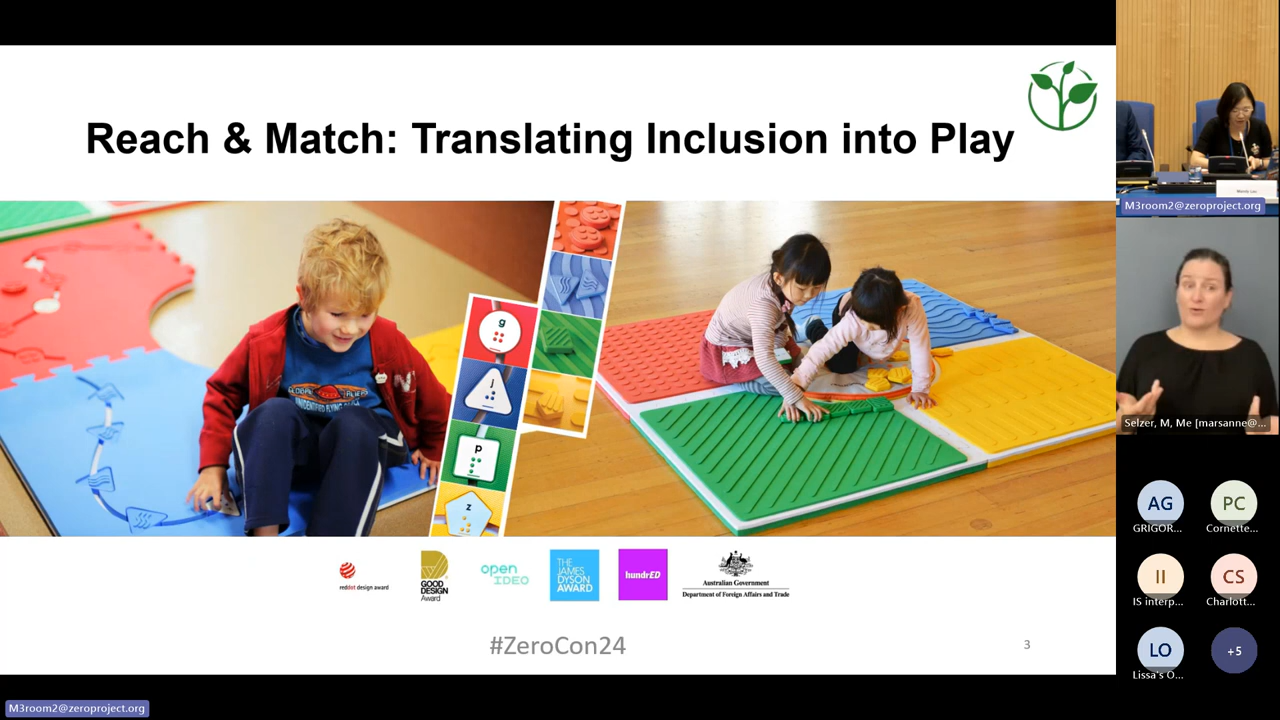 Reach & Match: Translating Inclusion into Play
g
j
p
z
reddot design award
GOOD
DESIGN
Award
open
IDEO
THE
JAMES
DYSON
AWARD
hundrED
Australian Government
Department of Foreign Affairs and Trade
#ZeroCon24
3
M3room2@zeroproject.org
M3room2@zeroproject.org
Selzer, M, Me [marsanne@...
AG
GRIGOR...
PC
Cornette...
II
IS interp...
CS
Charlott...
LO
Lissa's O...
+5